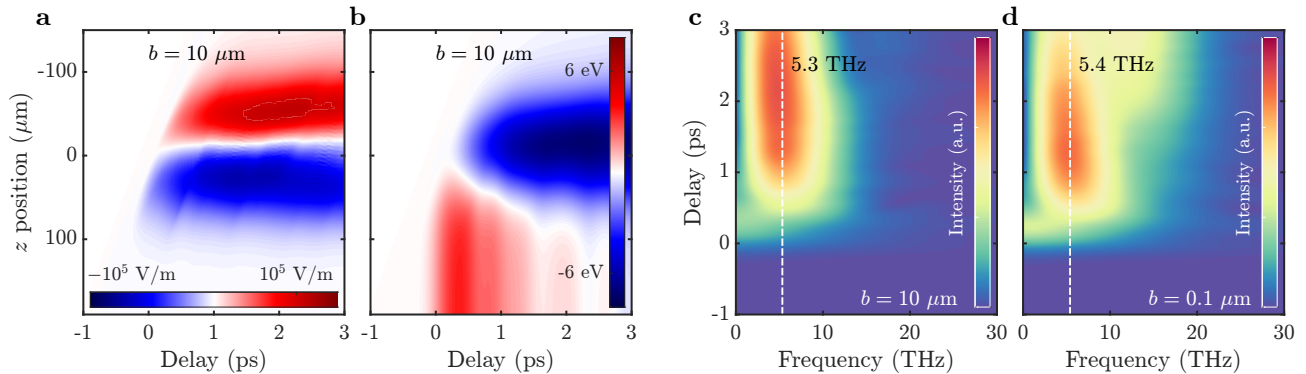 a
b = 10 μm
-100
0
100
z position (μm)
−10⁵ V/m
10⁵ V/m
-1
0
1
2
3
Delay (ps)
b
b = 10 μm
6 eV
-6 eV
-1
0
1
2
3
Delay (ps)
c
3
2
1
0
-1
Delay (ps)
5.3 THz
Intensity (a.u.)
b = 10 μm
0
10
20
30
Frequency (THz)
d
5.4 THz
Intensity (a.u.)
b = 0.1 μm
0
10
20
30
Frequency (THz)